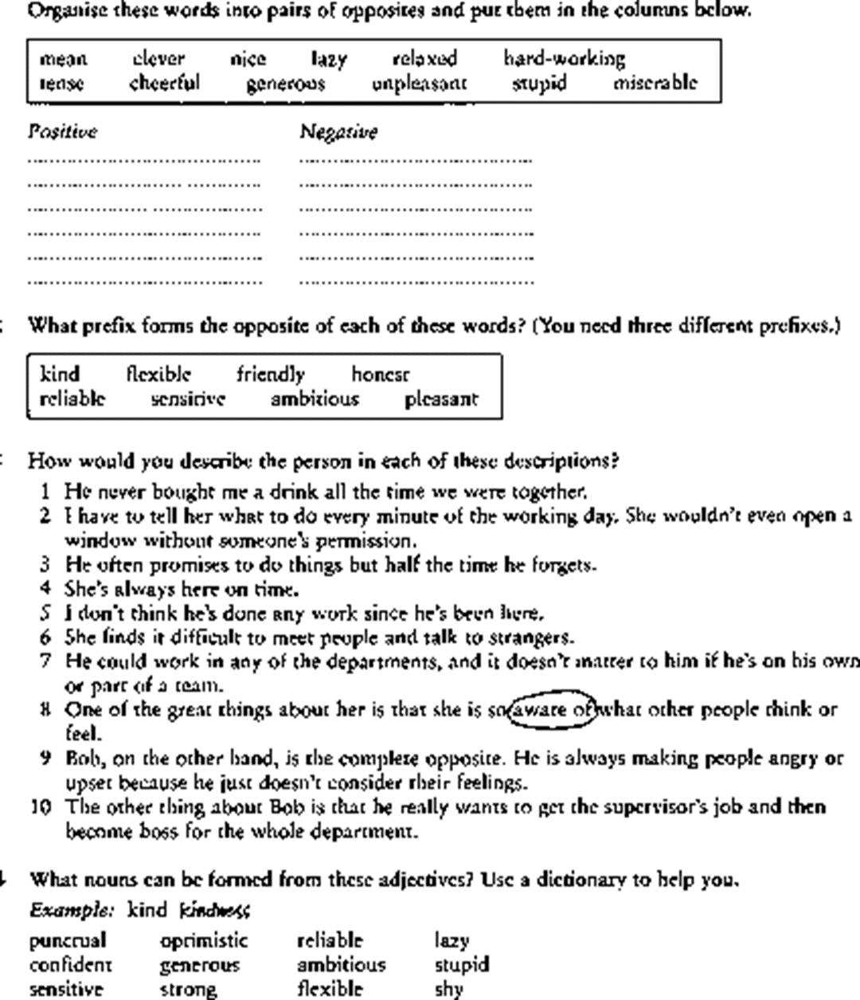 Organise these words into pairs of opposites and put them in the columns below.
mean clever nice lazy relaxed hard-working
tense cheerful generous unpleasant stupid miserable
Positive Negative
What prefix forms the opposite of each of these words? (You need three different prefixes.)
kind flexible friendly honest
reliable sensitive ambitious pleasant
How would you describe the person in each of these descriptions?
1 He never bought me a drink all the time we were together.
2 I have to tell her what to do every minute of the working day. She wouldn't even open a
window without someone's permission.
3 He often promises to do things but half the time he forgets.
4 She's always here on time.
5 I don't think he's done any work since he's been here.
6 She finds it difficult to meet people and talk to strangers.
7 He could work in any of the departments, and it doesn't matter to him if he's on his own
or part of a team.
8 One of the great things about her is that she is so aware of what other people think or
feel.
9 Bob, on the other hand, is the complete opposite. He is always making people angry or
upset because he just doesn't consider their feelings.
10 The other thing about Bob is that he really wants to get the supervisor's job and then
become boss for the whole department.
What nouns can be formed from these adjectives? Use a dictionary to help you.
Example: kind kindness
punctual optimistic reliable lazy
confident generous ambitious stupid
sensitive strong flexible shy